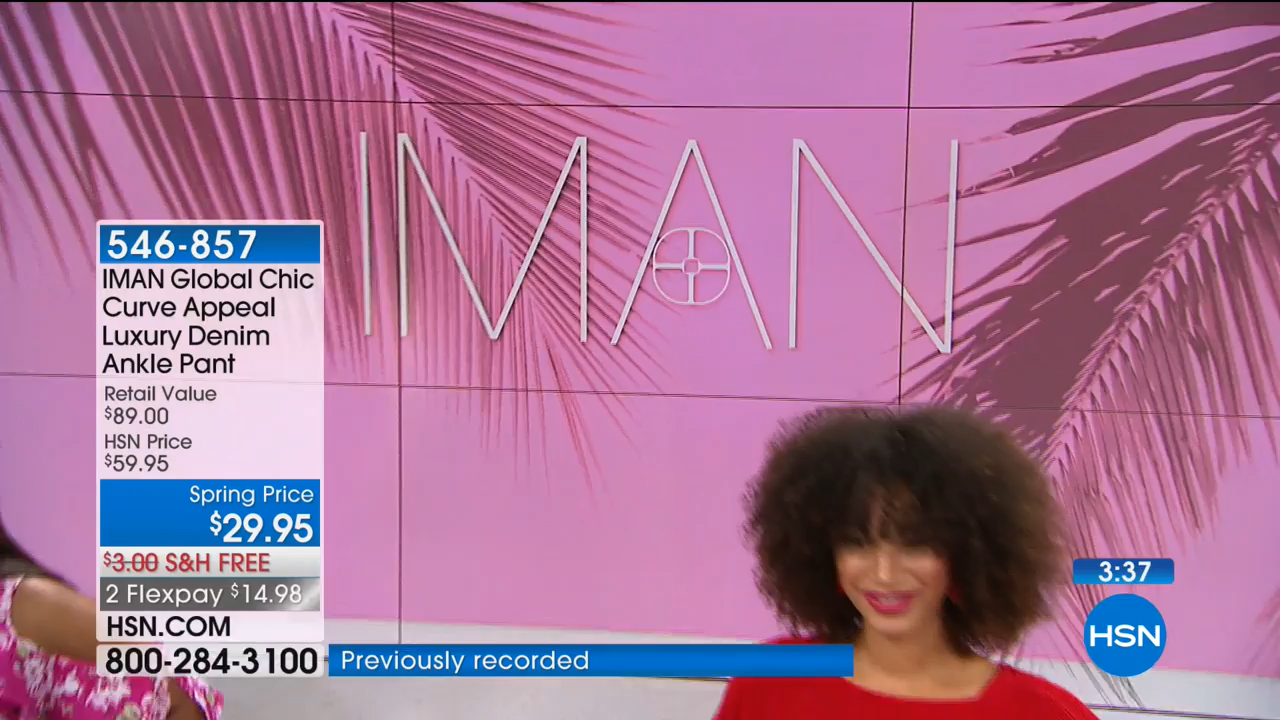 IMAN
546-857
IMAN Global Chic
Curve Appeal
Luxury Denim
Ankle Pant
Retail Value
$89.00
HSN Price
$59.95
Spring Price
$29.95
$3.00 S&H FREE
2 Flexpay $14.98
HSN.COM
800-284-3100
Previously recorded
3:37
HSN